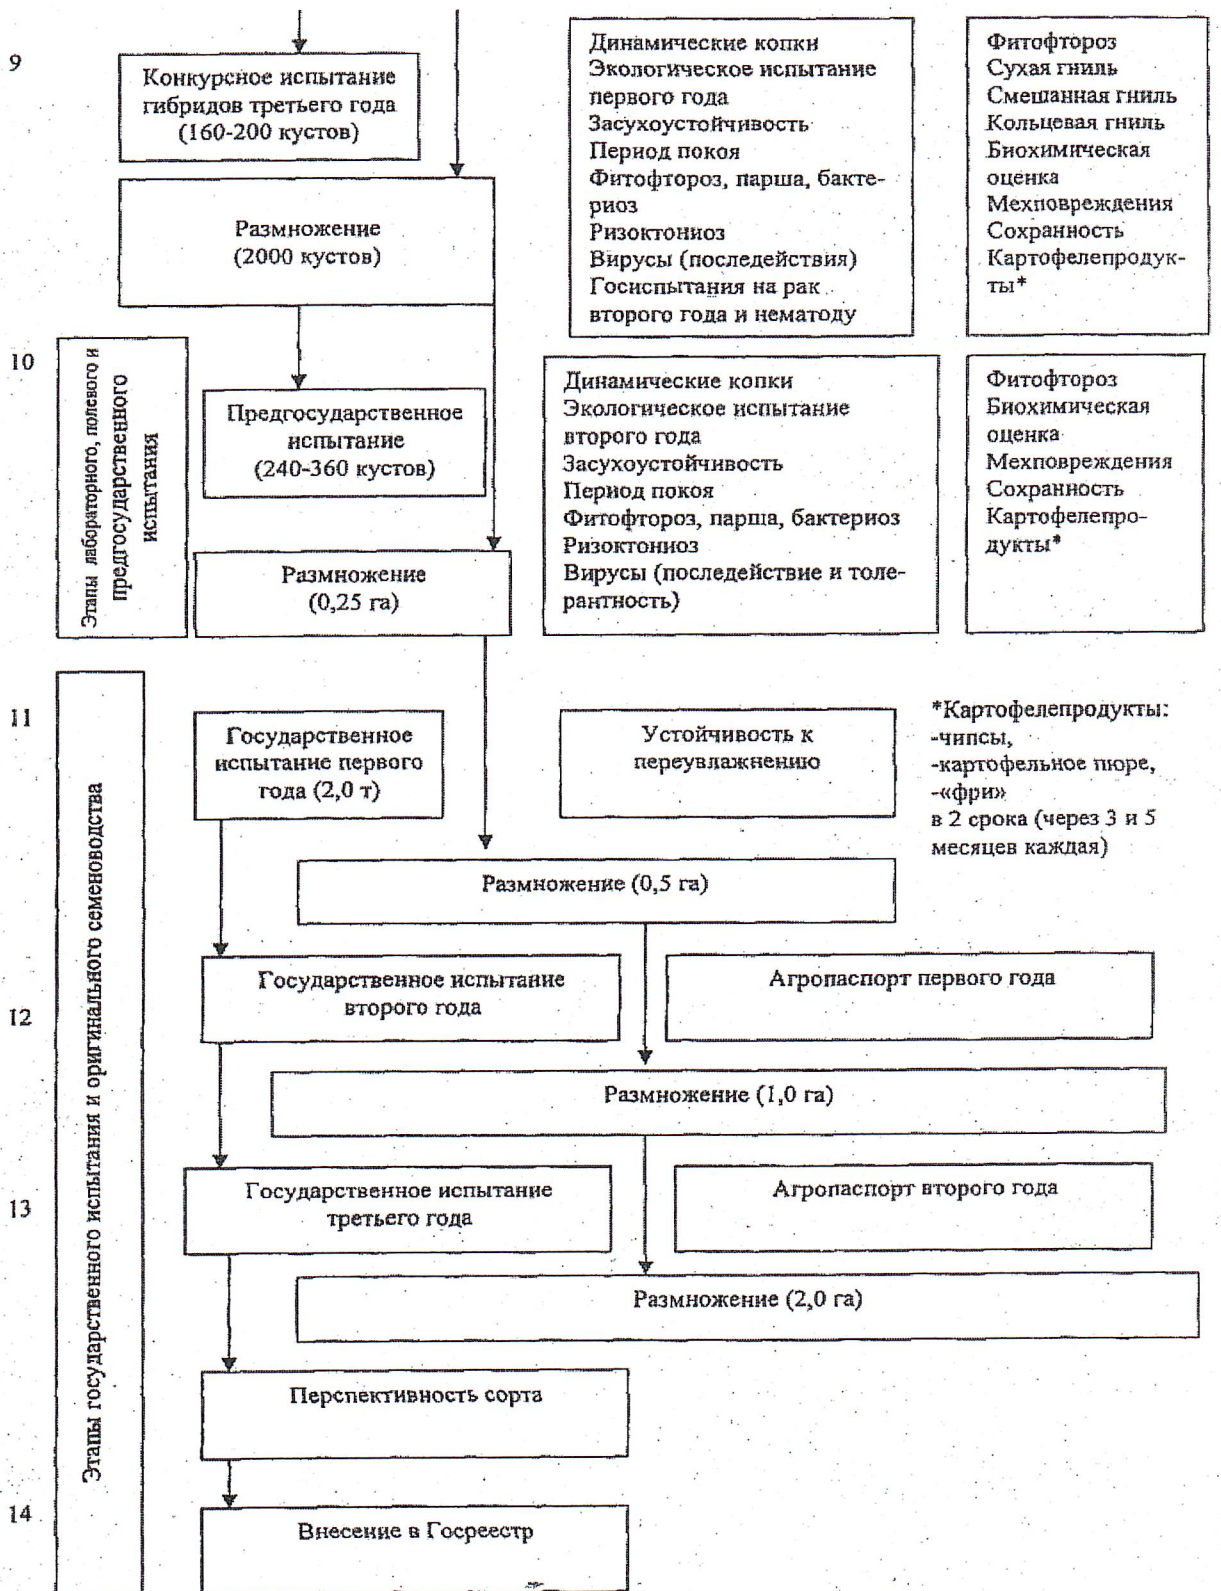 9
Конкурсное испытание
гибридов третьего года
(160-200 кустов)
Динамические копки
Экологическое испытание
первого года
Засухоустойчивость
Период покоя
Фитофтороз, парша, бакте-
риоз
Ризоктониоз
Вирусы (последействия)
Госиспытания на рак
второго года и нематоду
Фитофтороз
Сухая гниль
Смешанная гниль
Кольцевая гниль
Биохимическая
оценка
Мехповреждения
Сохранность
Картофелепродук-
ты*
Размножение
(2000 кустов)
10
Этапы лабораторного, полевого и
предгосударственного
испытания
Предгосударственное
испытание
(240-360 кустов)
Динамические копки
Экологическое испытание
второго года
Засухоустойчивость
Период покоя
Фитофтороз, парша, бактериоз
Ризоктониоз
Вирусы (последействие и толе-
рантность)
Фитофтороз
Биохимическая
оценка
Мехповреждения
Сохранность
Картофелепро-
дукты*
Размножение
(0,25 га)
Этапы государственного испытания и оригинального семеноводства
11
Государственное
испытание первого
года (2,0 т)
Устойчивость к
переувлажнению
*Картофелепродукты:
-чипсы,
-картофельное пюре,
-«фри»
в 2 срока (через 3 и 5
месяцев каждая)
Размножение (0,5 га)
12
Государственное испытание
второго года
Агропаспорт первого года
Размножение (1,0 га)
13
Государственное испытание
третьего года
Агропаспорт второго года
Размножение (2,0 га)
Перспективность сорта
14
Внесение в Госреестр